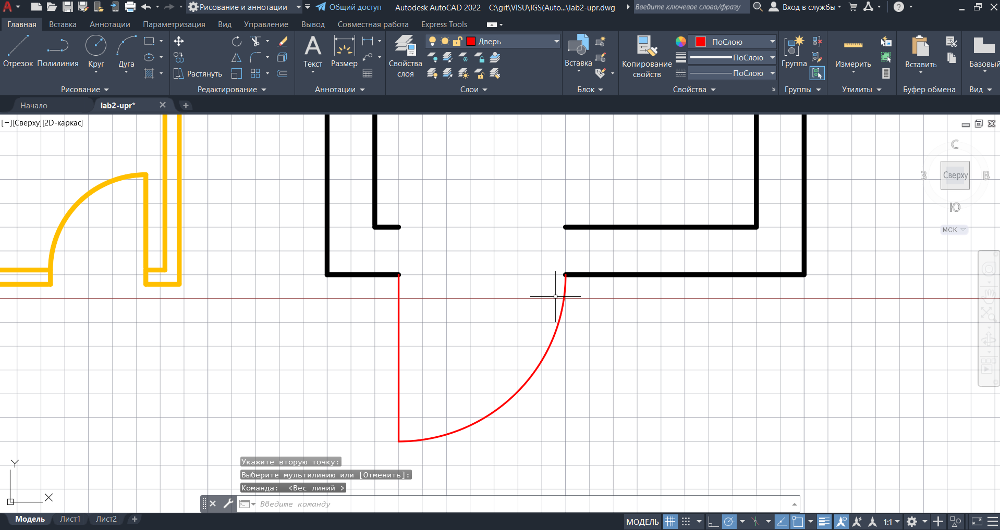 Рисование и аннотации
Общий доступ
Autodesk AutoCAD 2022 C:\git\VISU\IGS(Auto...\lab2-upr.dwg
Введите ключевое слово/фразу
Вход в службы
Главная Вставка Аннотации Параметризация Вид Управление Вывод Совместная работа Express Tools
Отрезок Полилиния Круг Дуга
Растянуть
Текст Размер
Свойства слоя
Дверь
Вставка
Копирование свойств
ПоСлою
ПоСлою
ПоСлою
Группа
Измерить
Вставить
Базовый
Рисование Редактирование Аннотации Слои Блок Свойства Группы Утилиты Буфер обмена Вид
Начало lab2-upr*
[−][Сверху][2D-каркас]
С
З Сверху В
Ю
МСК
Y
X
Укажите вторую точку:
Выберите мультилинию или [Отменить]:
Команда: <Вес линий >
Введите команду
Модель Лист1 Лист2
МОДЕЛЬ 1:1